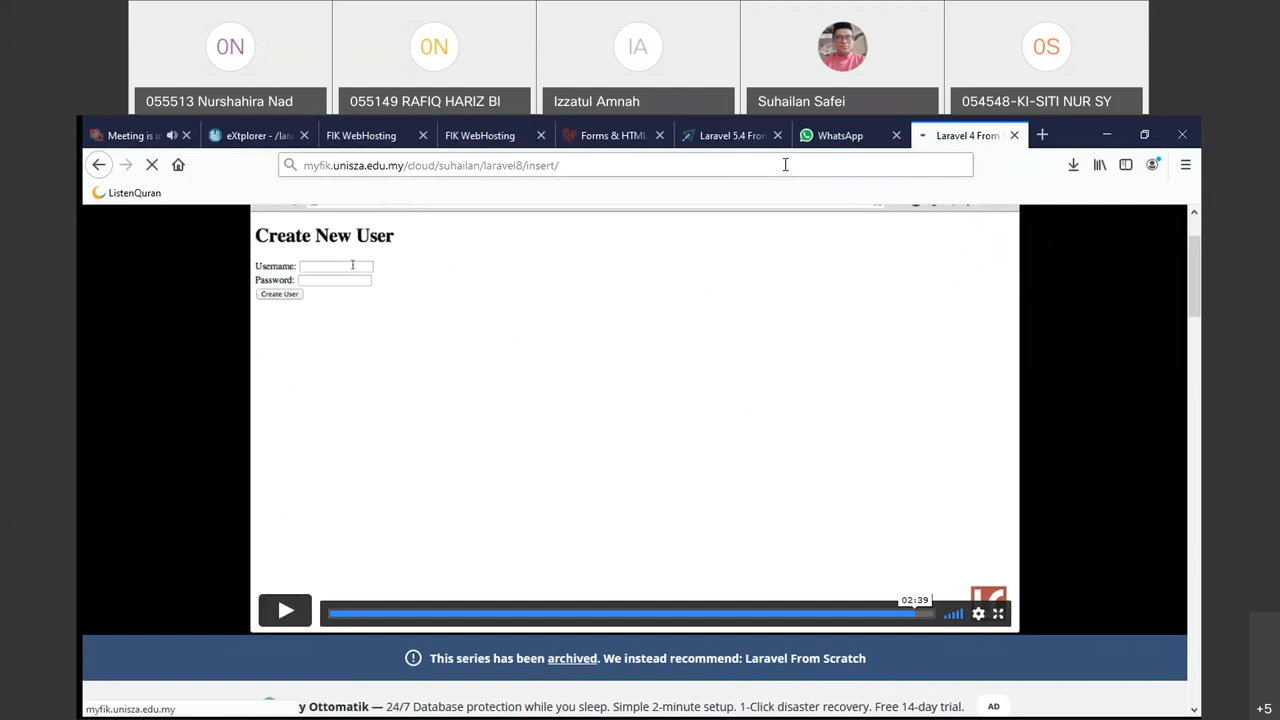 0N
0N
IA
0S
055513 Nurshahira Nad
055149 RAFIQ HARIZ BI
Izzatul Amnah
Suhailan Safei
054548-KI-SITI NUR SY
Meeting is in
eXtplorer - /lara
FIK WebHosting
FIK WebHosting
Forms & HTML
Laravel 5.4 From
WhatsApp
Laravel 4 From
myfik.unisza.edu.my/cloud/suhailan/laravel8/insert/
ListenQuran
Create New User
Username:
Password:
Create User
02:39
This series has been archived. We instead recommend: Laravel From Scratch
y Ottomatik — 24/7 Database protection while you sleep. Simple 2-minute setup. 1-Click disaster recovery. Free 14-day trial.
AD
myfik.unisza.edu.my
+5